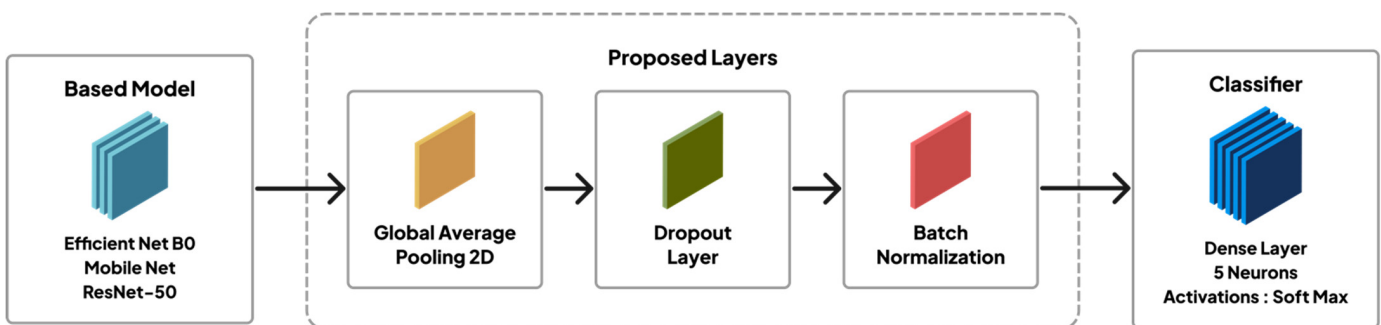 Based Model
Efficient Net B0
Mobile Net
ResNet-50
Proposed Layers
Global Average
Pooling 2D
Dropout
Layer
Batch
Normalization
Classifier
Dense Layer
5 Neurons
Activations : Soft Max